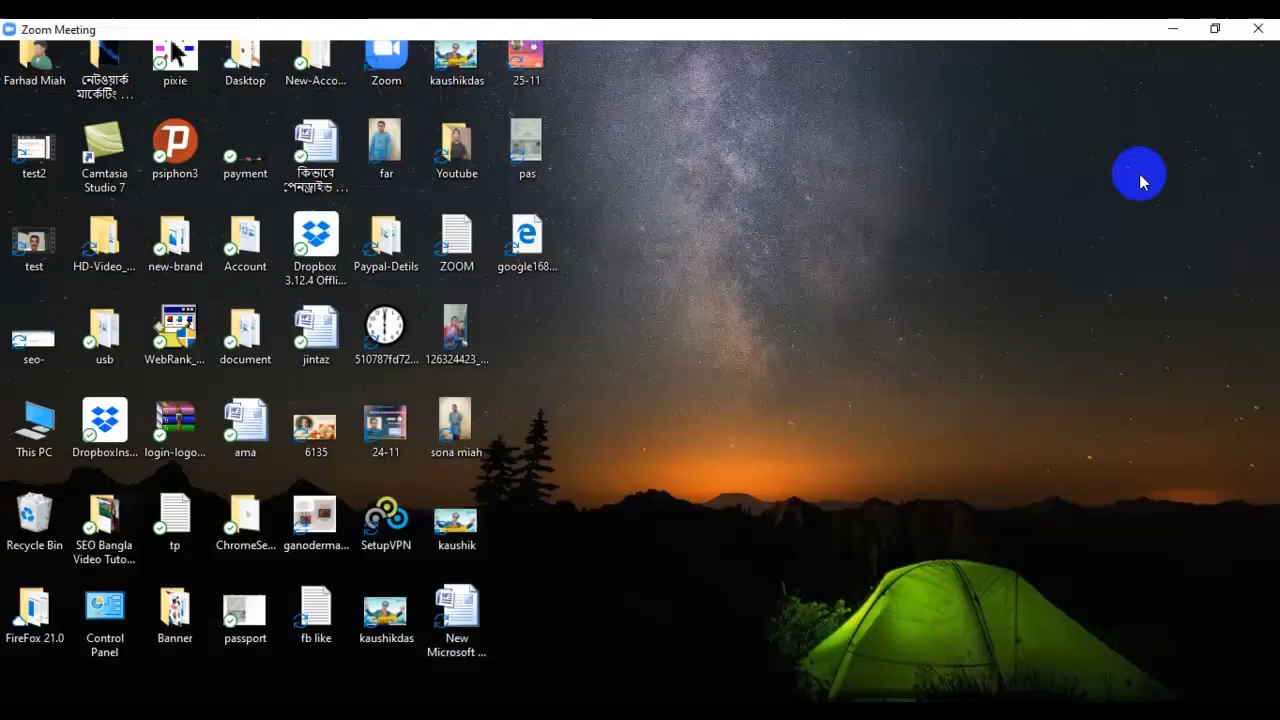 Zoom Meeting
Farhad Miah
নেটওয়ার্ক
মার্কেটিং ...
pixie
Dasktop
New-Acco...
Zoom
kaushikdas
25-11
test2
Camtasia
Studio 7
psiphon3
payment
কিভাবে
পেনড্রাইভ ...
far
Youtube
pas
test
HD-Video_...
new-brand
Account
Dropbox
3.12.4 Offli...
Paypal-Detils
ZOOM
google168...
seo-
usb
WebRank_...
document
jintaz
510787fd72...
126324423_...
This PC
DropboxIns...
login-logo...
ama
6135
24-11
sona miah
Recycle Bin
SEO Bangla
Video Tuto...
tp
ChromeSe...
ganoderma...
SetupVPN
kaushik
FireFox 21.0
Control
Panel
Banner
passport
fb like
kaushikdas
New
Microsoft ...